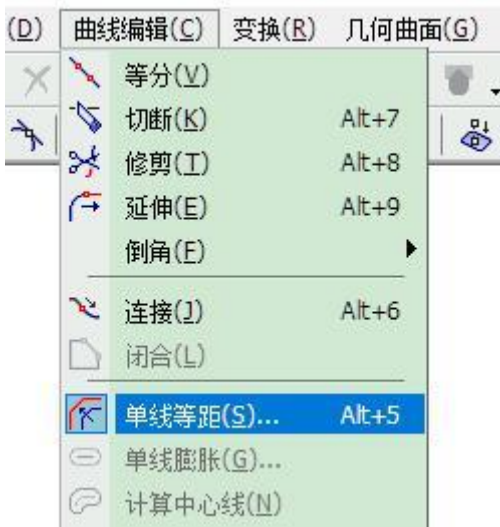 (D) 曲线编辑(C) 变换(R) 几何曲面(G)
等分(V)
切断(K) Alt+7
修剪(T) Alt+8
延伸(E) Alt+9
倒角(F)
连接(J) Alt+6
闭合(L)
单线等距(S)... Alt+5
单线膨胀(G)...
计算中心线(N)